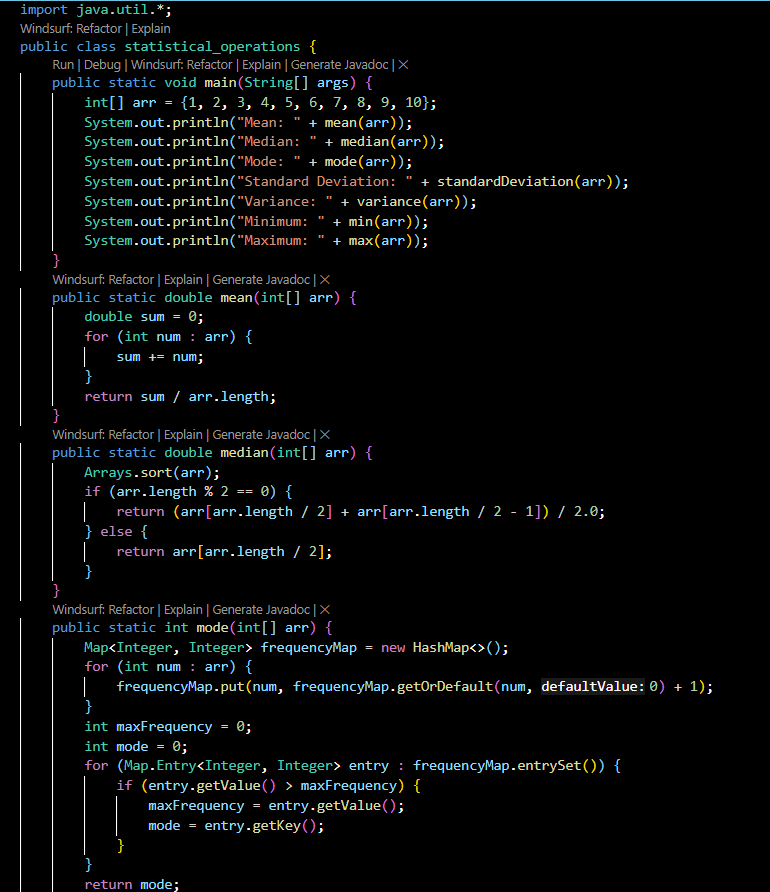 import java.util.*;
Windsurf: Refactor | Explain
public class statistical_operations {
Run | Debug | Windsurf: Refactor | Explain | Generate Javadoc | ×
public static void main(String[] args) {
int[] arr = {1, 2, 3, 4, 5, 6, 7, 8, 9, 10};
System.out.println("Mean: " + mean(arr));
System.out.println("Median: " + median(arr));
System.out.println("Mode: " + mode(arr));
System.out.println("Standard Deviation: " + standardDeviation(arr));
System.out.println("Variance: " + variance(arr));
System.out.println("Minimum: " + min(arr));
System.out.println("Maximum: " + max(arr));
}
Windsurf: Refactor | Explain | Generate Javadoc | ×
public static double mean(int[] arr) {
double sum = 0;
for (int num : arr) {
sum += num;
}
return sum / arr.length;
}
Windsurf: Refactor | Explain | Generate Javadoc | ×
public static double median(int[] arr) {
Arrays.sort(arr);
if (arr.length % 2 == 0) {
return (arr[arr.length / 2] + arr[arr.length / 2 - 1]) / 2.0;
} else {
return arr[arr.length / 2];
}
}
Windsurf: Refactor | Explain | Generate Javadoc | ×
public static int mode(int[] arr) {
Map<Integer, Integer> frequencyMap = new HashMap<>();
for (int num : arr) {
frequencyMap.put(num, frequencyMap.getOrDefault(num, defaultValue: 0) + 1);
}
int maxFrequency = 0;
int mode = 0;
for (Map.Entry<Integer, Integer> entry : frequencyMap.entrySet()) {
if (entry.getValue() > maxFrequency) {
maxFrequency = entry.getValue();
mode = entry.getKey();
}
}
return mode;